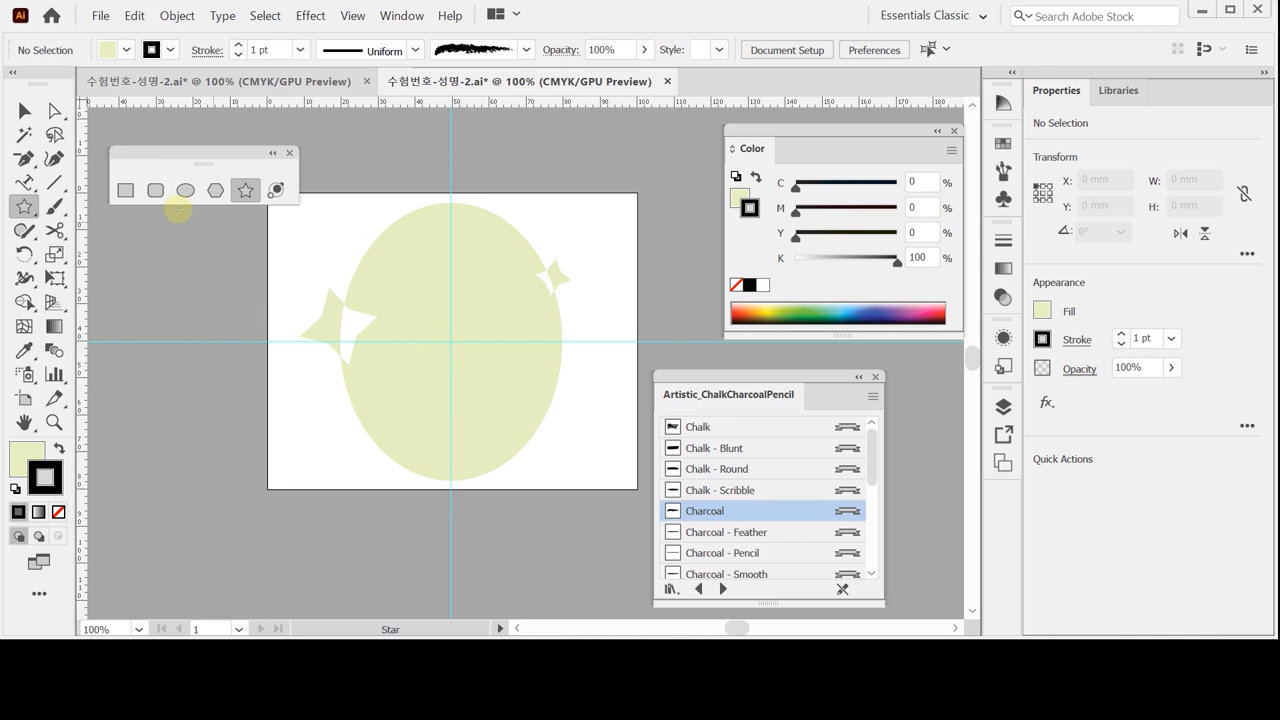 Ai File Edit Object Type Select Effect View Window Help Essentials Classic Search Adobe Stock
No Selection Stroke: 1 pt Uniform Opacity: 100% Style: Document Setup Preferences
수험번호-성명-2.ai* @ 100% (CMYK/GPU Preview) 수험번호-성명-2.ai* @ 100% (CMYK/GPU Preview)
Properties Libraries
No Selection
Transform
X: 0 mm W: 0 mm
Y: 0 mm H: 0 mm
0°
Appearance
Fill
Stroke 1 pt
Opacity 100%
fx.
Quick Actions
Color
C 0 %
M 0 %
Y 0 %
K 100 %
Artistic_ChalkCharcoalPencil
Chalk
Chalk - Blunt
Chalk - Round
Chalk - Scribble
Charcoal
Charcoal - Feather
Charcoal - Pencil
Charcoal - Smooth
100% 1 Star